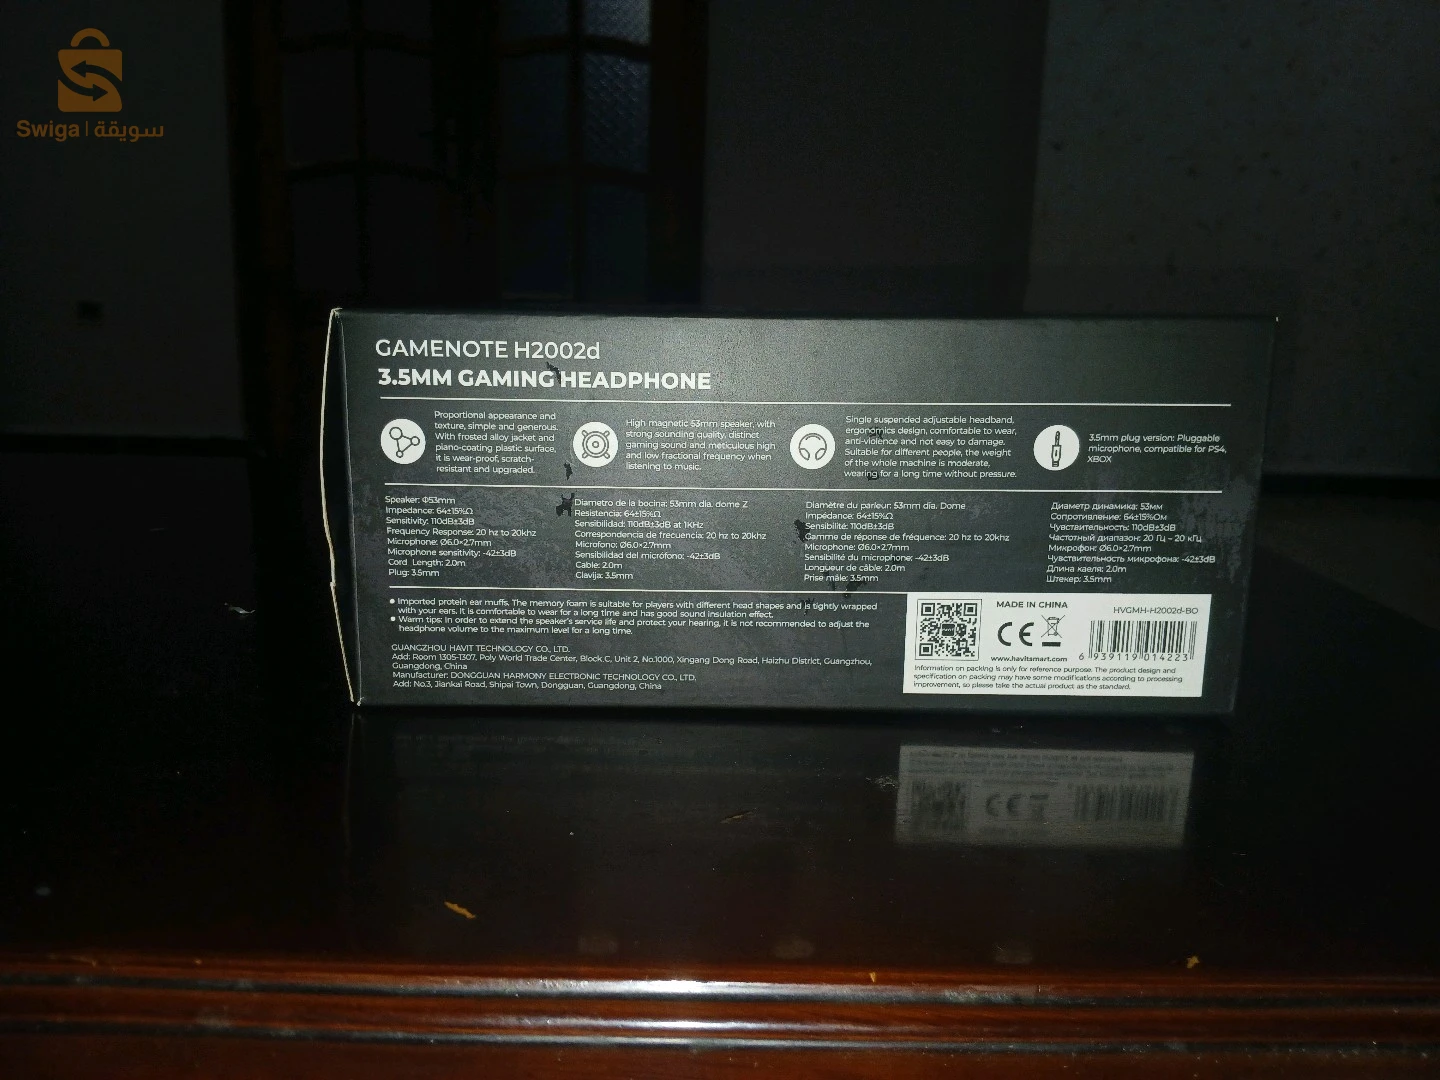 Swiga | سويقة
GAMENOTE H2002d
3.5MM GAMING HEADPHONE
Proportional appearance and
texture, simple and generous.
With frosted alloy jacket and
piano-coating plastic surface,
it is wear-proof, scratch-
resistant and upgraded.
High magnetic 53mm speaker, with
strong sounding quality, distinct
gaming sound and meticulous high
and low fractional frequency when
listening to music.
Single suspended adjustable headband,
ergonomics design, comfortable to wear,
anti-violence and not easy to damage.
Suitable for different people, the weight
of the whole machine is moderate,
wearing for a long time without pressure.
3.5mm plug version: Pluggable
microphone, compatible for PS4,
XBOX
Speaker: Φ53mm
Impedance: 64±15%Ω
Sensitivity: 110dB±3dB
Frequency Response: 20 hz to 20khz
Microphone: Ø6.0×2.7mm
Microphone sensitivity: -42±3dB
Cord Length: 2.0m
Plug: 3.5mm
Diametro de la bocina: 53mm dia. dome Z
Resistencia: 64±15%Ω
Sensibilidad: 110dB±3dB at 1KHz
Correspondencia de frecuencia: 20 hz to 20khz
Microfono: Ø6.0×2.7mm
Sensibilidad del micrófono: -42±3dB
Cable: 2.0m
Clavija: 3.5mm
Diamètre du parleur: 53mm dia. Dome
Impédance: 64±15%Ω
Sensibilité: 110dB±3dB
Gamme de réponse de fréquence: 20 hz to 20khz
Microphone: Ø6.0×2.7mm
Sensibilité du microphone: -42±3dB
Longueur de câble: 2.0m
Prise mâle: 3.5mm
Диаметр динамика: 53мм
Сопротивление: 64±15%Ом
Чувствительность: 110dB±3dB
Частотный диапазон: 20 Гц – 20 кГц
Микрофон: Ø6.0×2.7mm
Чувствительность микрофона: -42±3dB
Длина каеля: 2.0m
Штекер: 3.5mm
● Imported protein ear muffs. The memory foam is suitable for players with different head shapes and is tightly wrapped
with your ears. It is comfortable to wear for a long time and has good sound insulation effect.
● Warm tips: In order to extend the speaker's service life and protect your hearing, it is not recommended to adjust the
headphone volume to the maximum level for a long time.
GUANGZHOU HAVIT TECHNOLOGY CO., LTD.
Add: Room 1305-1307, Poly World Trade Center, Block C, Unit 2, No.1000, Xingang Dong Road, Haizhu District, Guangzhou,
Guangdong, China
Manufacturer: DONGGUAN HARMONY ELECTRONIC TECHNOLOGY CO., LTD.
Add: No.3, Jiankai Road, Shipai Town, Dongguan, Guangdong, China
MADE IN CHINA
HVGMH-H2002d-BO
CE
www.havitsmart.com
6 939119 014223
Information on packing is only for reference purpose. The product design and
specification on packing may have some modifications according to processing
improvement, so please take the actual product as the standard.